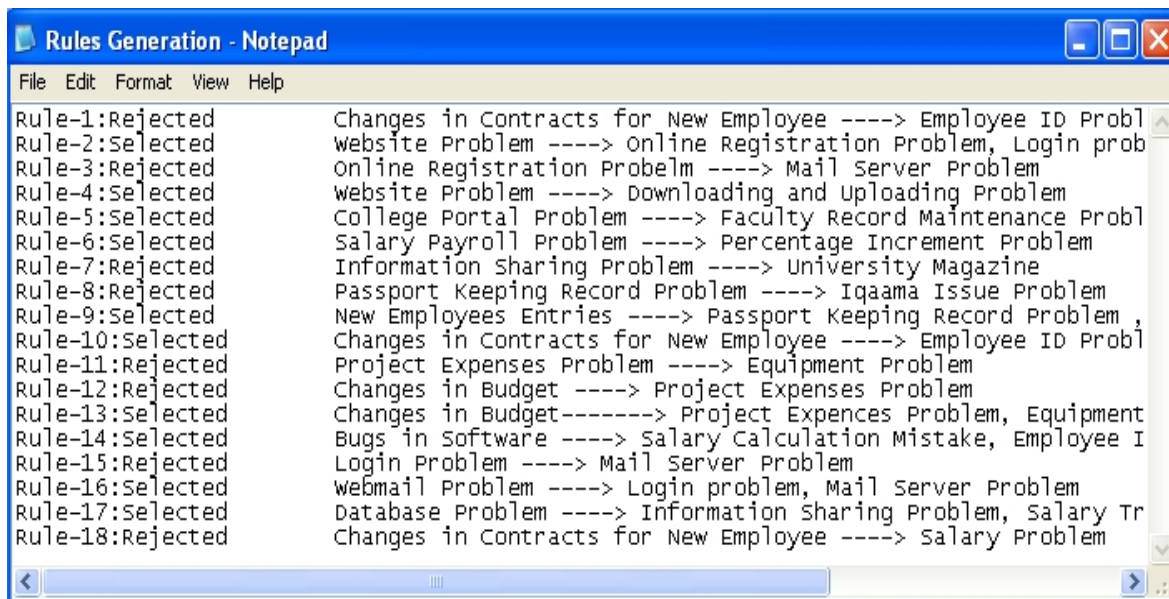 Rules Generation - Notepad
File Edit Format View Help
Rule-1:Rejected Changes in Contracts for New Employee ----> Employee ID Probl
Rule-2:Selected Website Problem ----> Online Registration Problem, Login prob
Rule-3:Rejected Online Registration Probelm ----> Mail Server Problem
Rule-4:Selected Website Problem ----> Downloading and Uploading Problem
Rule-5:Selected College Portal Problem ----> Faculty Record Maintenance Probl
Rule-6:Selected Salary Payroll Problem ----> Percentage Increment Problem
Rule-7:Rejected Information Sharing Problem ----> University Magazine
Rule-8:Rejected Passport Keeping Record Problem ----> Iqaama Issue Problem
Rule-9:Selected New Employees Entries ----> Passport Keeping Record Problem ,
Rule-10:Selected Changes in Contracts for New Employee ----> Employee ID Probl
Rule-11:Rejected Project Expenses Problem ----> Equipment Problem
Rule-12:Rejected Changes in Budget ----> Project Expenses Problem
Rule-13:Selected Changes in Budget-------> Project Expences Problem, Equipment
Rule-14:Selected Bugs in Software ----> Salary Calculation Mistake, Employee I
Rule-15:Rejected Login Problem ----> Mail Server Problem
Rule-16:Selected Webmail Problem ----> Login problem, Mail Server Problem
Rule-17:Selected Database Problem ----> Information Sharing Problem, Salary Tr
Rule-18:Rejected Changes in Contracts for New Employee ----> Salary Problem